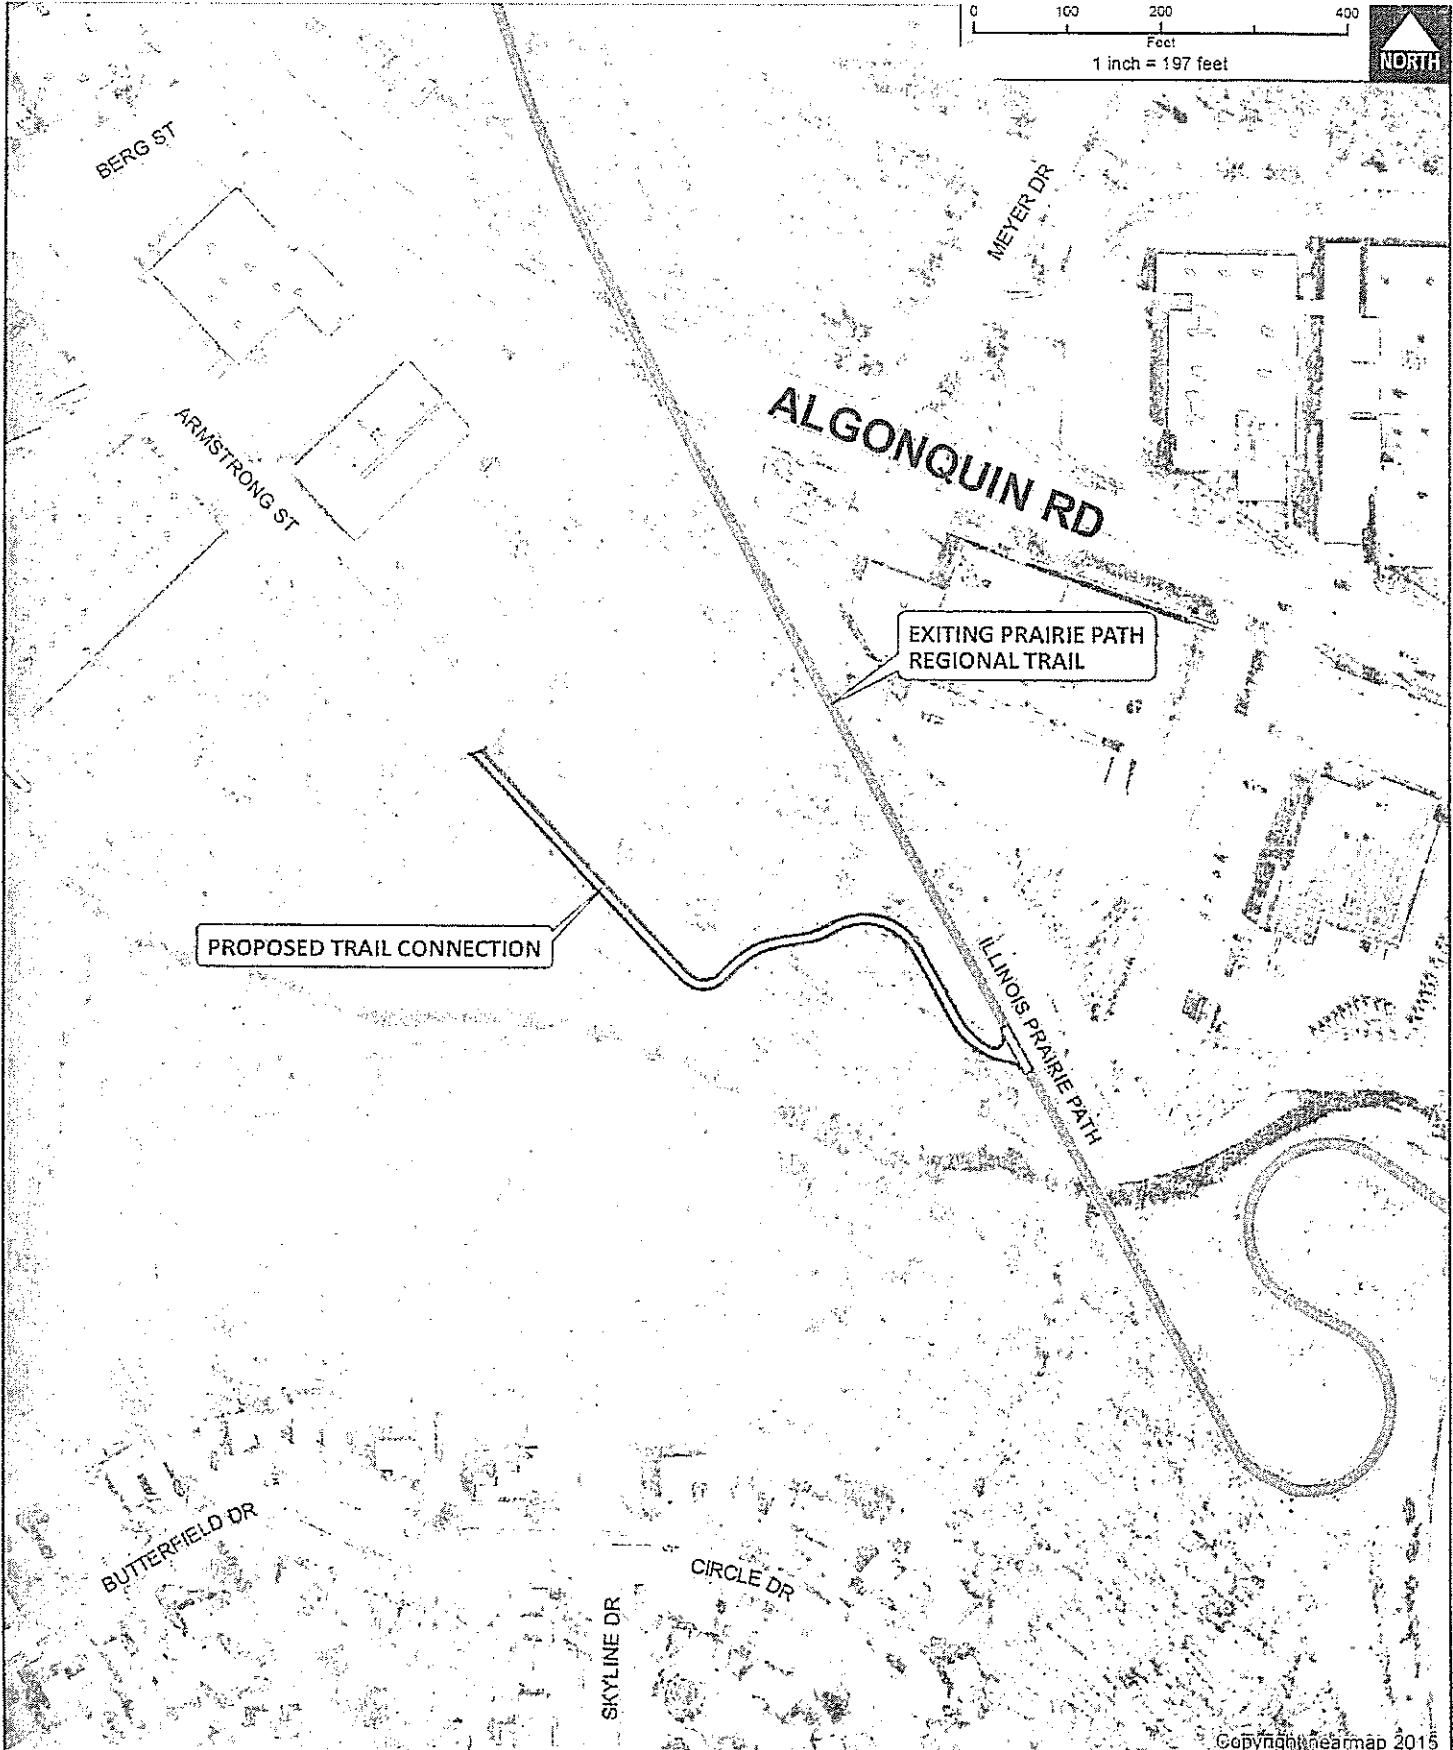 0 100 200 400
Feet
1 inch = 197 feet
NORTH
BERG ST
MEYER DR
ARMSTRONG ST
ALGONQUIN RD
EXITING PRAIRIE PATH
REGIONAL TRAIL
PROPOSED TRAIL CONNECTION
ILLINOIS PRAIRIE PATH
BUTTERFIELD DR
CIRCLE DR
SKYLINE DR
Copyright nearmap 2015